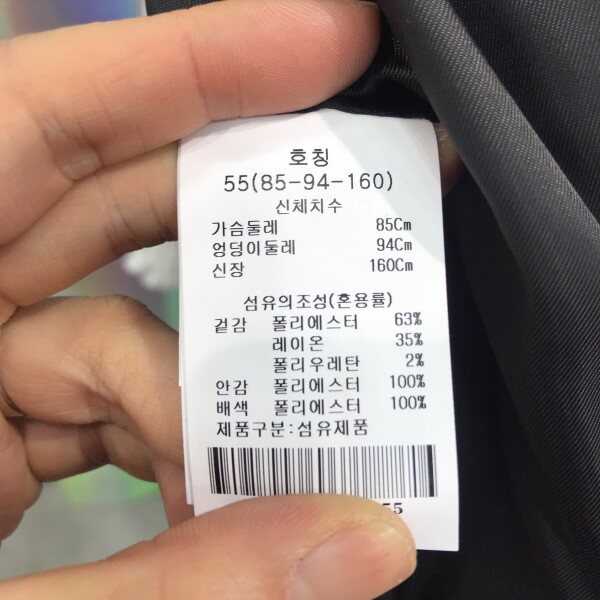 호칭
55(85-94-160)
신체치수
가슴둘레 85Cm
엉덩이둘레 94Cm
신장 160Cm
섬유의조성(혼용률)
겉감 폴리에스터 63%
레이온 35%
폴리우레탄 2%
안감 폴리에스터 100%
배색 폴리에스터 100%
제품구분:섬유제품
55